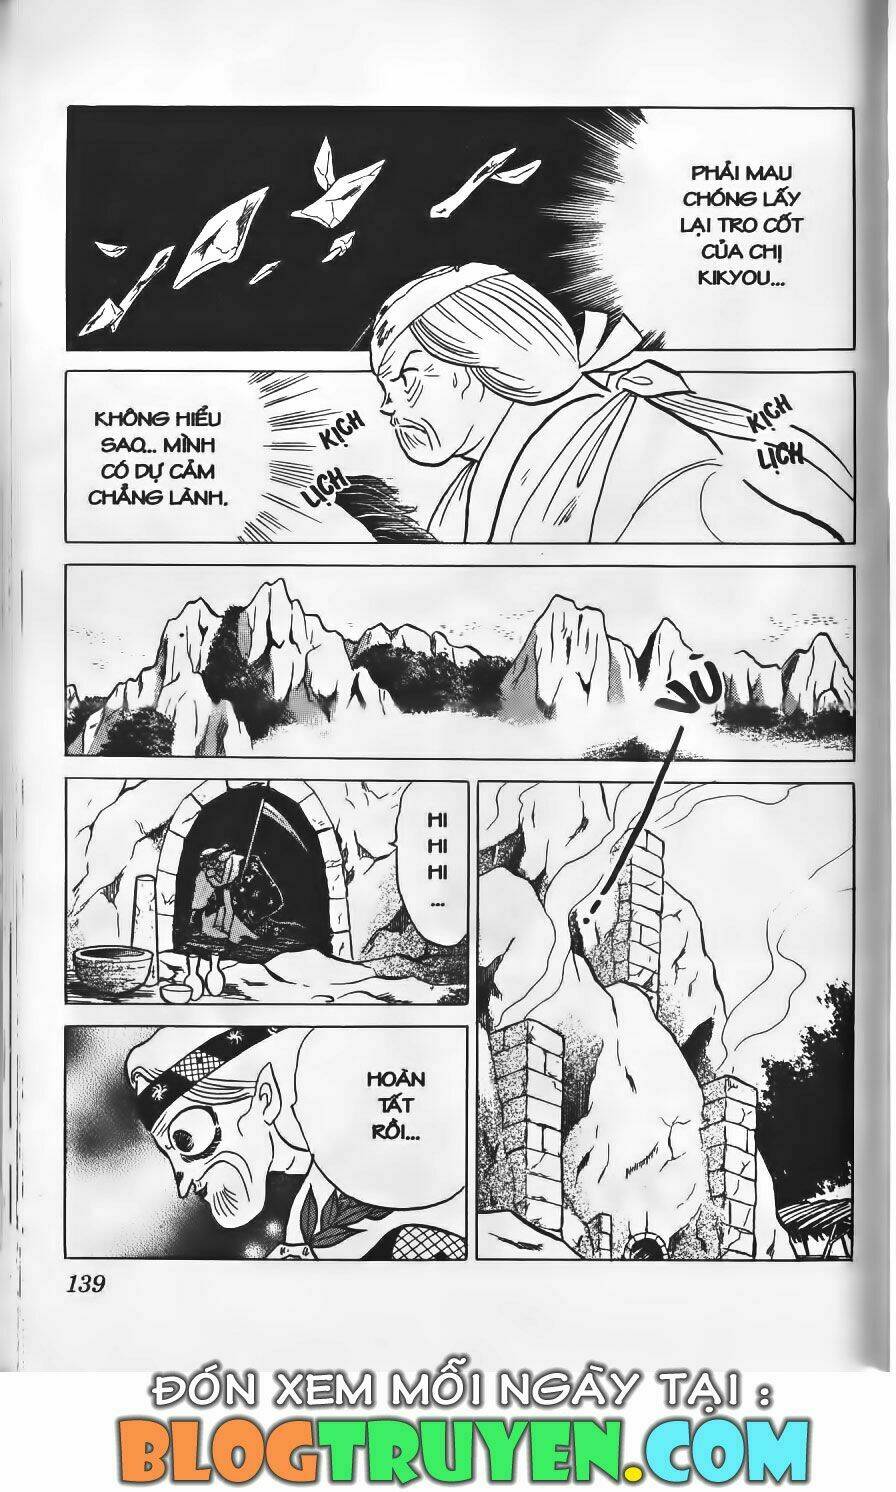 PHẢI MAU
CHÓNG LẤY
LẠI TRO CỐT
CỦA CHỊ
KIKYOU...
KHÔNG HIỂU
SAO... MÌNH
CÓ DỰ CẢM
CHẲNG LÀNH.
KỊCH
LỊCH
KỊCH
LỊCH
VÚ
HI
HI
HI
...
HOÀN
TẤT
RỒI...
139
ĐÓN XEM MỖI NGÀY TẠI :
BLOGTRUYEN.COM